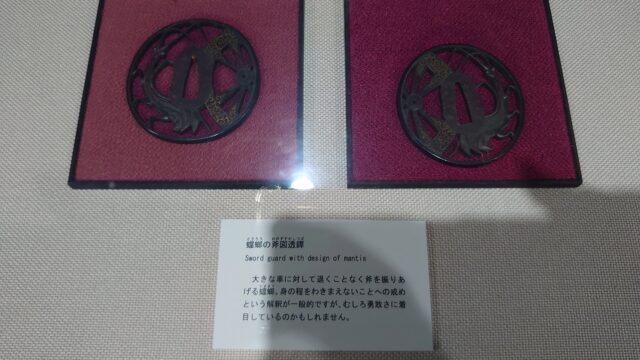 蟷螂の斧図透鐔
Sword guard with design of mantis
大きな車に対して退くことなく斧を振りあ
げる蟷螂。身の程をわきまえないことへの戒め
という解釈が一般的ですが、むしろ勇敢さに着
目しているのかもしれません。